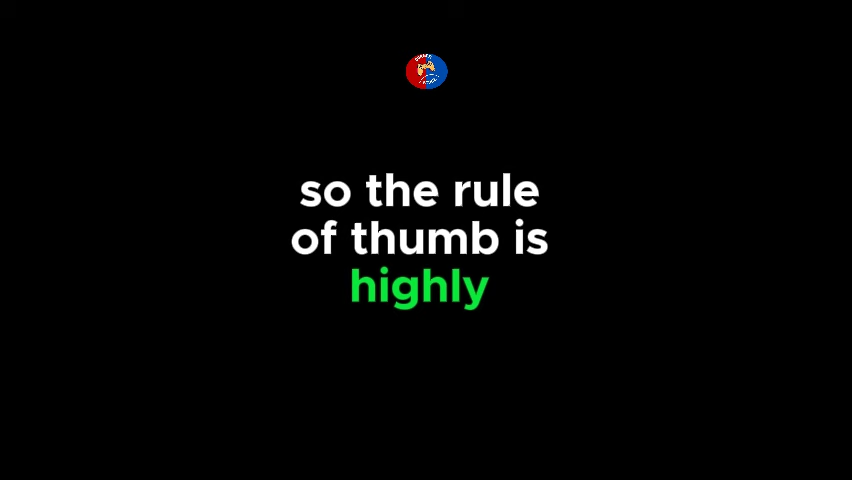 so the rule
of thumb is
highly